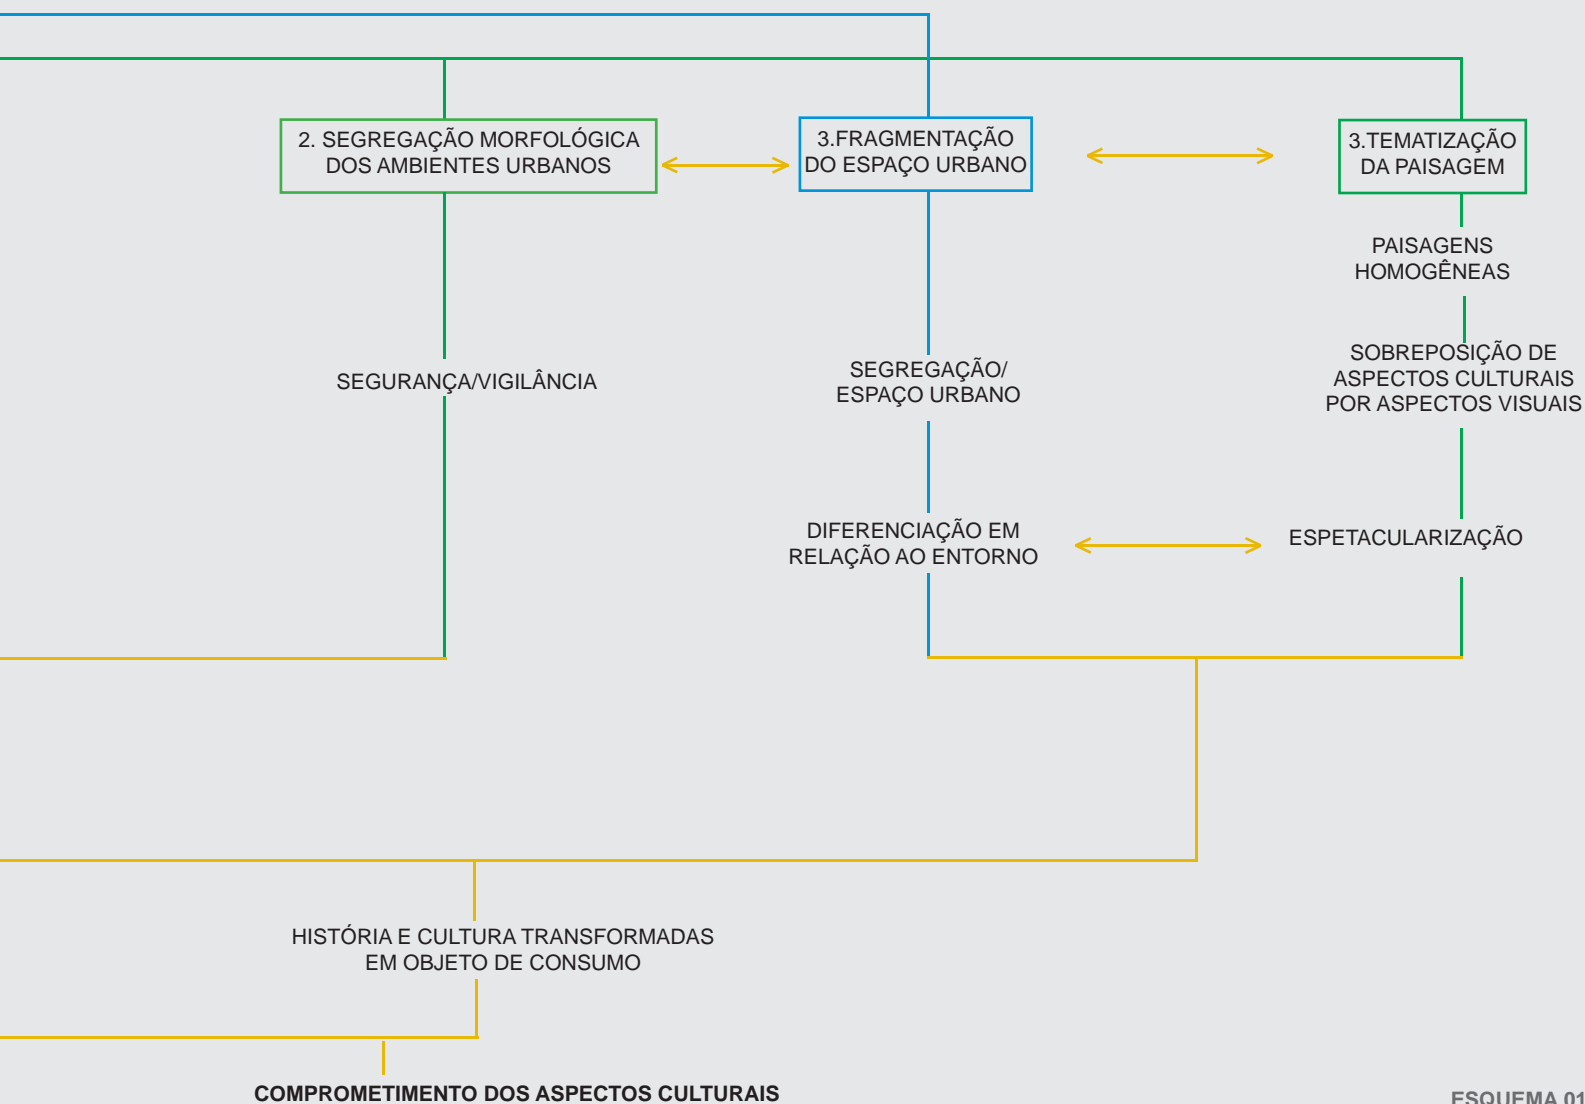 2. SEGREGAÇÃO MORFOLÓGICA
DOS AMBIENTES URBANOS
3.FRAGMENTAÇÃO
DO ESPAÇO URBANO
3.TEMATIZAÇÃO
DA PAISAGEM
PAISAGENS
HOMOGÊNEAS
SEGURANÇA/VIGILÂNCIA
SEGREGAÇÃO/
ESPAÇO URBANO
SOBREPOSIÇÃO DE
ASPECTOS CULTURAIS
POR ASPECTOS VISUAIS
DIFERENCIAÇÃO EM
RELAÇÃO AO ENTORNO
ESPETACULARIZAÇÃO
HISTÓRIA E CULTURA TRANSFORMADAS
EM OBJETO DE CONSUMO
COMPROMETIMENTO DOS ASPECTOS CULTURAIS
ESQUEMA 01